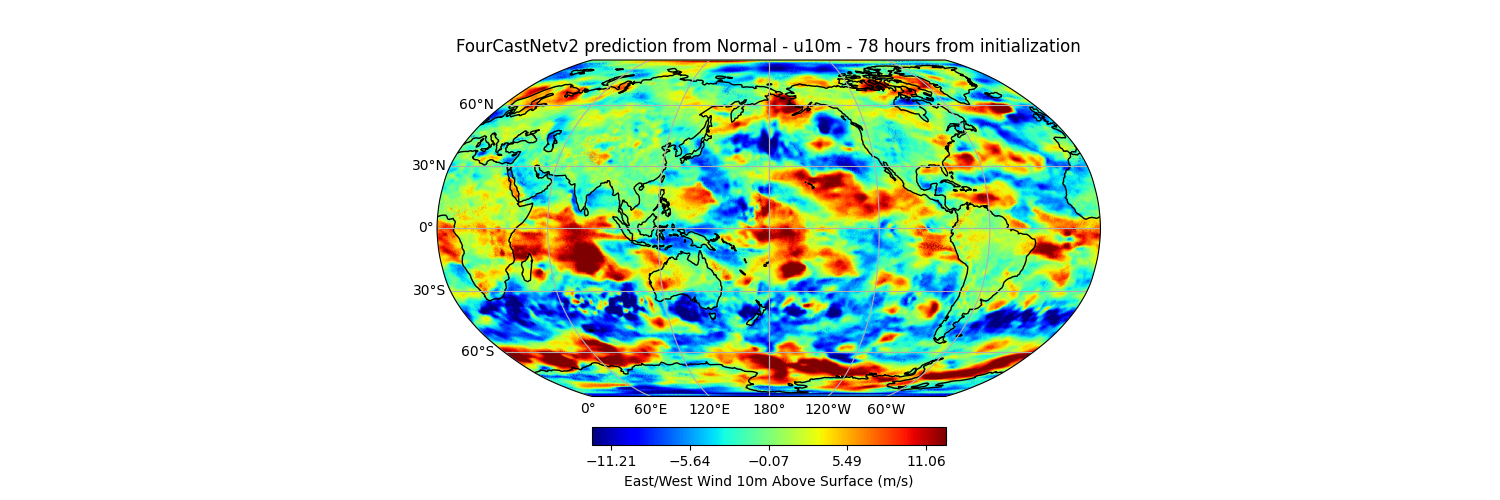 FourCastNetv2 prediction from Normal - u10m - 78 hours from initialization
60°N
30°N
0°
30°S
60°S
0° 60°E 120°E 180° 120°W 60°W
−11.21 −5.64 −0.07 5.49 11.06
East/West Wind 10m Above Surface (m/s)